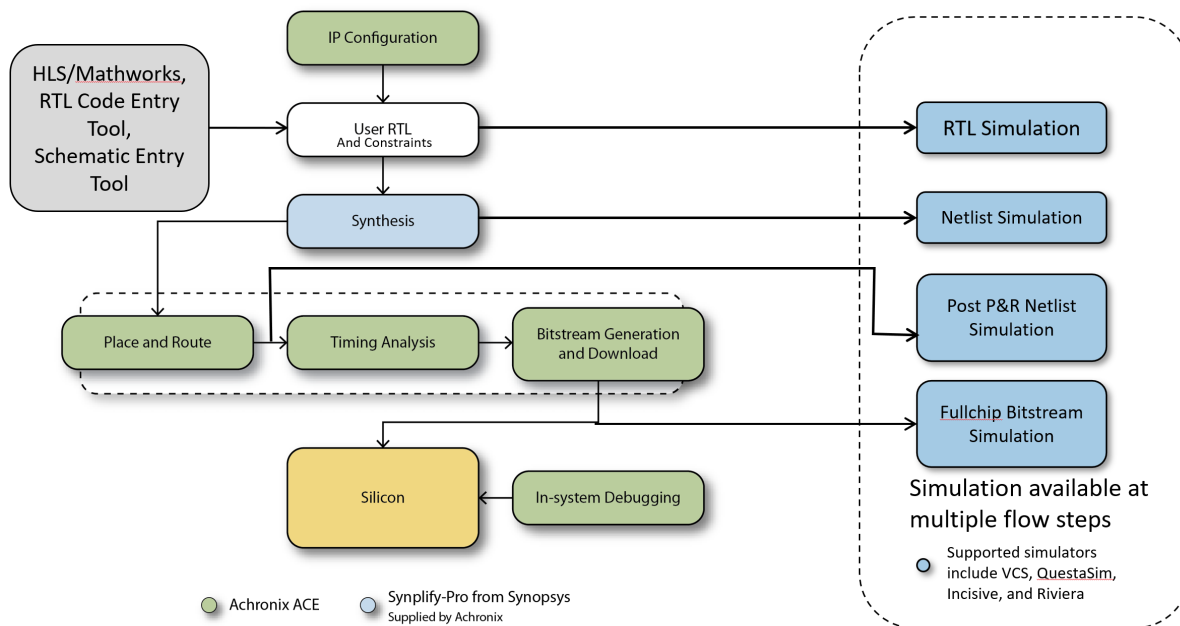 IP Configuration
HLS/Mathworks,
RTL Code Entry
Tool,
Schematic Entry
Tool
User RTL
And Constraints
RTL Simulation
Synthesis
Netlist Simulation
Place and Route
Timing Analysis
Bitstream Generation
and Download
Post P&R Netlist
Simulation
Fullchip Bitstream
Simulation
Silicon
In-system Debugging
Simulation available at
multiple flow steps
Supported simulators
include VCS, QuestaSim,
Incisive, and Riviera
Achronix ACE
Synplify-Pro from Synopsys
Supplied by Achronix